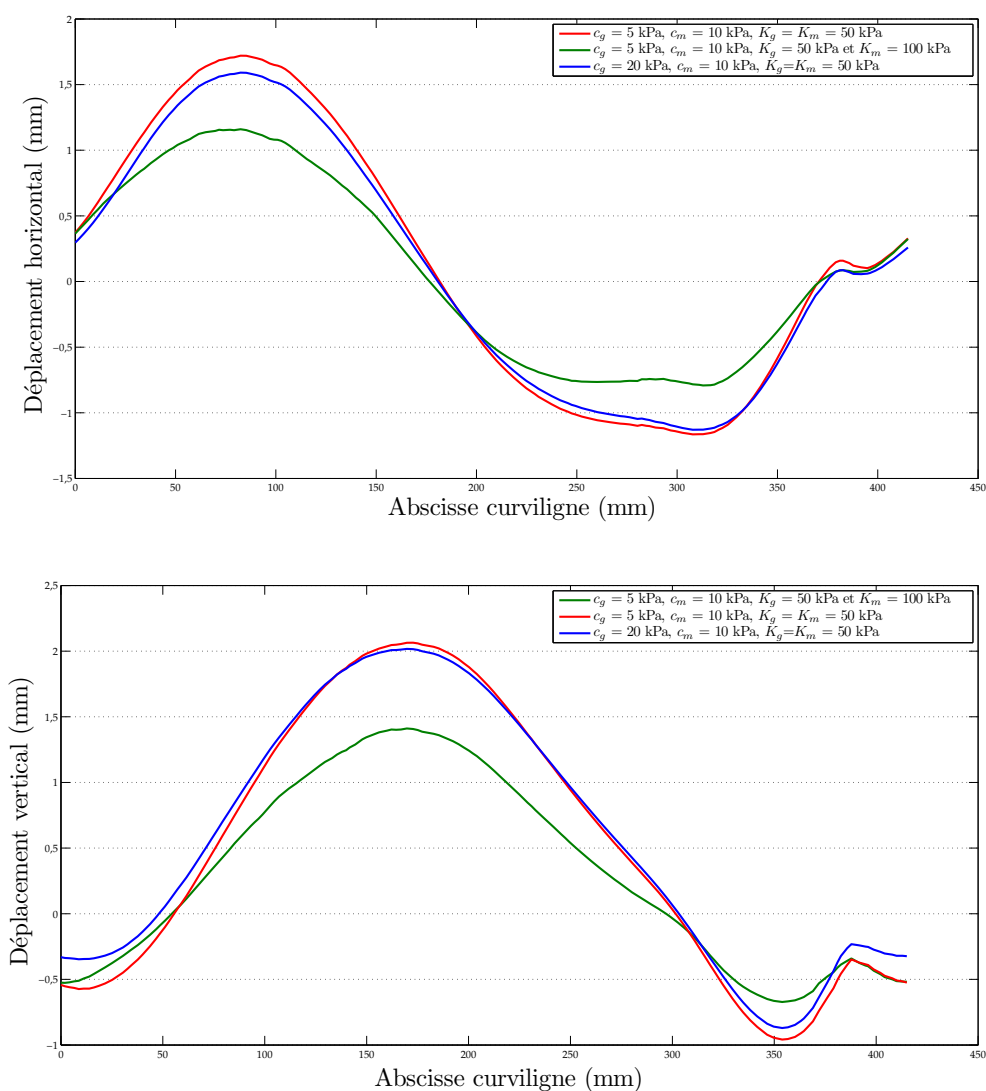 2
1,5
1
0,5
0
−0,5
−1
−1,5
Déplacement horizontal (mm)
c_g = 5 kPa, c_m = 10 kPa, K_g = K_m = 50 kPa
c_g = 5 kPa, c_m = 10 kPa, K_g = 50 kPa et K_m = 100 kPa
c_g = 20 kPa, c_m = 10 kPa, K_g=K_m = 50 kPa
0 50 100 150 200 250 300 350 400 450
Abscisse curviligne (mm)
2,5
2
1,5
1
0,5
0
−0,5
−1
Déplacement vertical (mm)
c_g = 5 kPa, c_m = 10 kPa, K_g = 50 kPa et K_m = 100 kPa
c_g = 5 kPa, c_m = 10 kPa, K_g = K_m = 50 kPa
c_g = 20 kPa, c_m = 10 kPa, K_g=K_m = 50 kPa
0 50 100 150 200 250 300 350 400 450
Abscisse curviligne (mm)